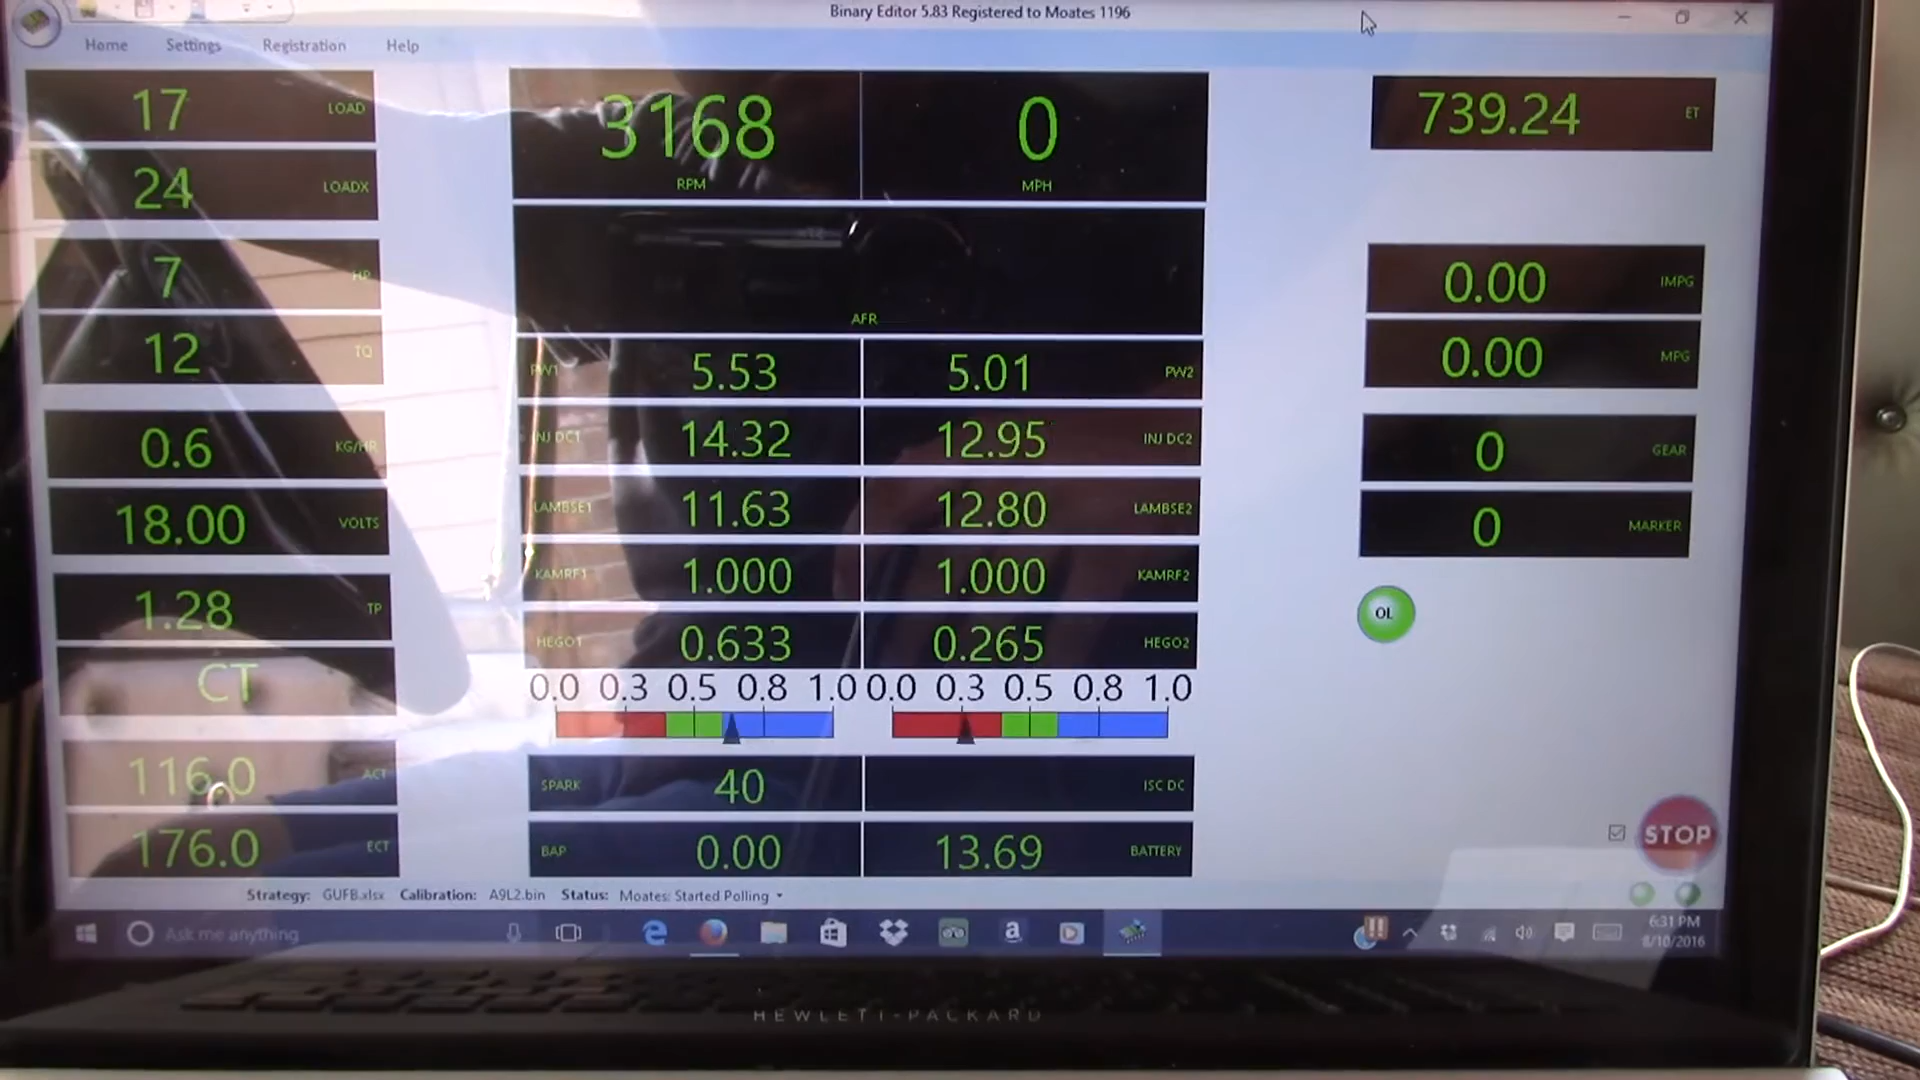 Binary Editor 5.83 Registered to Moates 1196
Home Settings Registration Help
17 LOAD
24 LOADX
7 HP
12 TQ
0.6 KG/HR
18.00 VOLTS
1.28 TP
CT
116.0 ACT
176.0 ECT
3168 RPM
0 MPH
AFR
PW1 5.53 5.01 PW2
INJ DC1 14.32 12.95 INJ DC2
LAMBSE1 11.63 12.80 LAMBSE2
KAMRF1 1.000 1.000 KAMRF2
HEGO1 0.633 0.265 HEGO2
0.0 0.3 0.5 0.8 1.0 0.0 0.3 0.5 0.8 1.0
SPARK 40 ISC DC
BAP 0.00 13.69 BATTERY
739.24 ET
0.00 IMPG
0.00 MPG
0 GEAR
0 MARKER
OL
STOP
Strategy: GUFB.xlsx Calibration: A9L2.bin Status: Moates: Started Polling
Ask me anything
a
6:31 PM
8/10/2016
HEWLETT-PACKARD